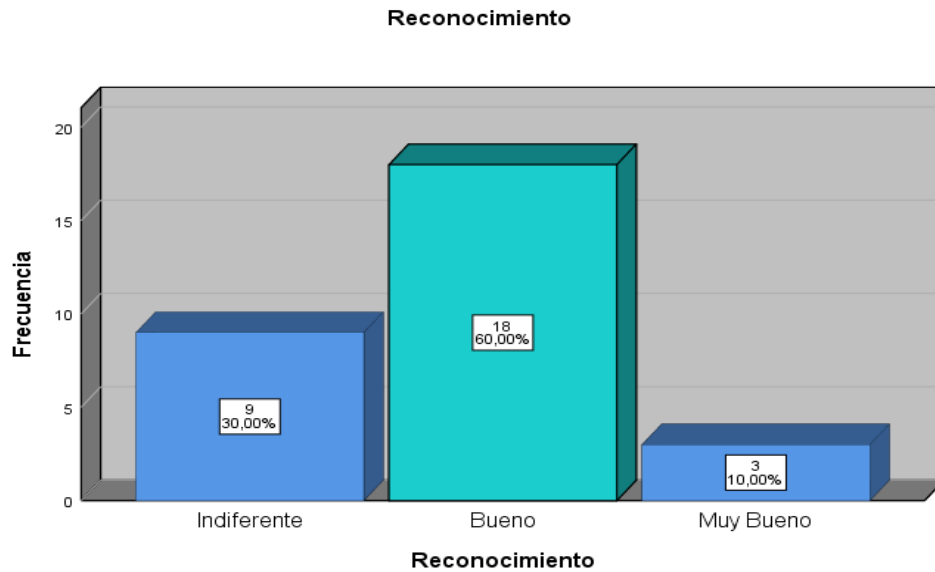 Reconocimiento
20
15
10
5
0
Frecuencia
9
30,00%
18
60,00%
3
10,00%
Indiferente
Bueno
Muy Bueno
Reconocimiento